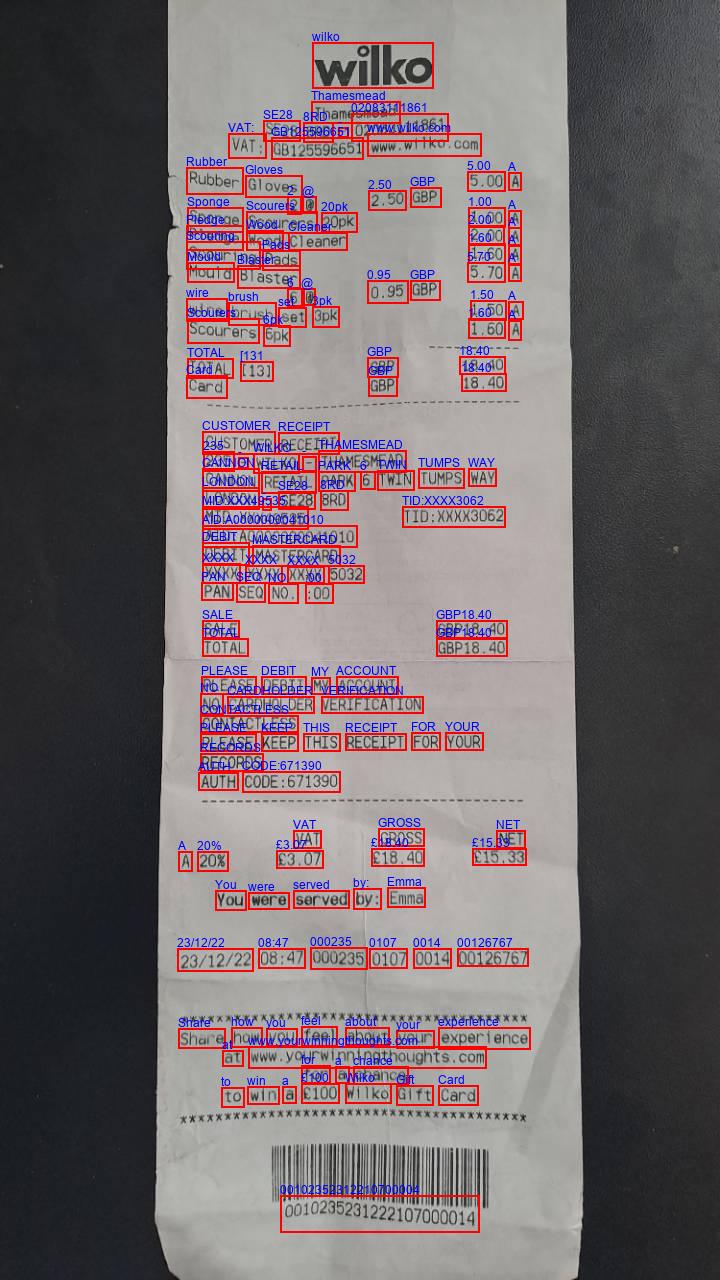 wilko
Thamesmead
SE28 8RD 02083111861
VAT: GB125596651 www.wilko.com
Rubber Gloves 5.00 A
2 @ 2.50 GBP
Sponge Scourers 20pk 1.00 A
Pledge Wood Cleaner 2.00 A
Scouring Pads 1.60 A
Mould Blaster 5.70 A
6 @ 0.95 GBP
wire brush set 3pk 1.50 A
Scourers 6pk 1.60 A
TOTAL [13] GBP 18.40
Card GBP 18.40
CUSTOMER RECEIPT
235 WILKO - THAMESMEAD
CANNON RETAIL PARK 6 TWIN TUMPS WAY
LONDON SE28 8RD
MID:XXX49535 TID:XXXX3062
AID:A0000000041010
DEBIT MASTERCARD
XXXX XXXX XXXX 5032
PAN SEQ NO. :00
SALE GBP18.40
TOTAL GBP18.40
PLEASE DEBIT MY ACCOUNT
NO CARDHOLDER VERIFICATION
CONTACTLESS
PLEASE KEEP THIS RECEIPT FOR YOUR
RECORDS
AUTH CODE:671390
VAT GROSS NET
A 20% £3.07 £18.40 £15.33
You were served by: Emma
23/12/22 08:47 000235 0107 0014 00126767
Share how you feel about your experience
at www.yourwinningthoughts.com
for a chance
to win a £100 Wilko Gift Card
0010235231222107000014